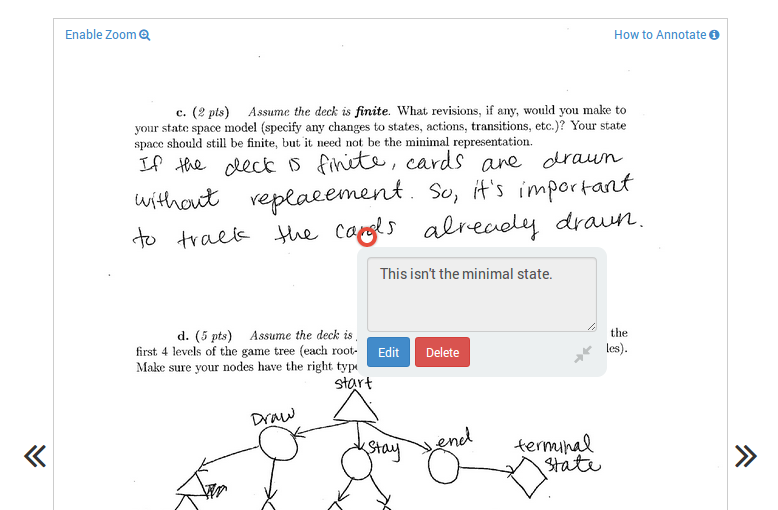 Enable Zoom
How to Annotate
c. (2 pts) Assume the deck is finite. What revisions, if any, would you make to
your state space model (specify any changes to states, actions, transitions, etc.)? Your state
space should still be finite, but it need not be the minimal representation.
If the deck is finite, cards are drawn
without replacement. So, it's important
to track the cards already drawn.
This isn't the minimal state.
Edit Delete
d. (5 pts) Assume the deck is the
first 4 levels of the game tree (each root- les).
Make sure your nodes have the right type
start
Draw
Stay
end
terminal
state